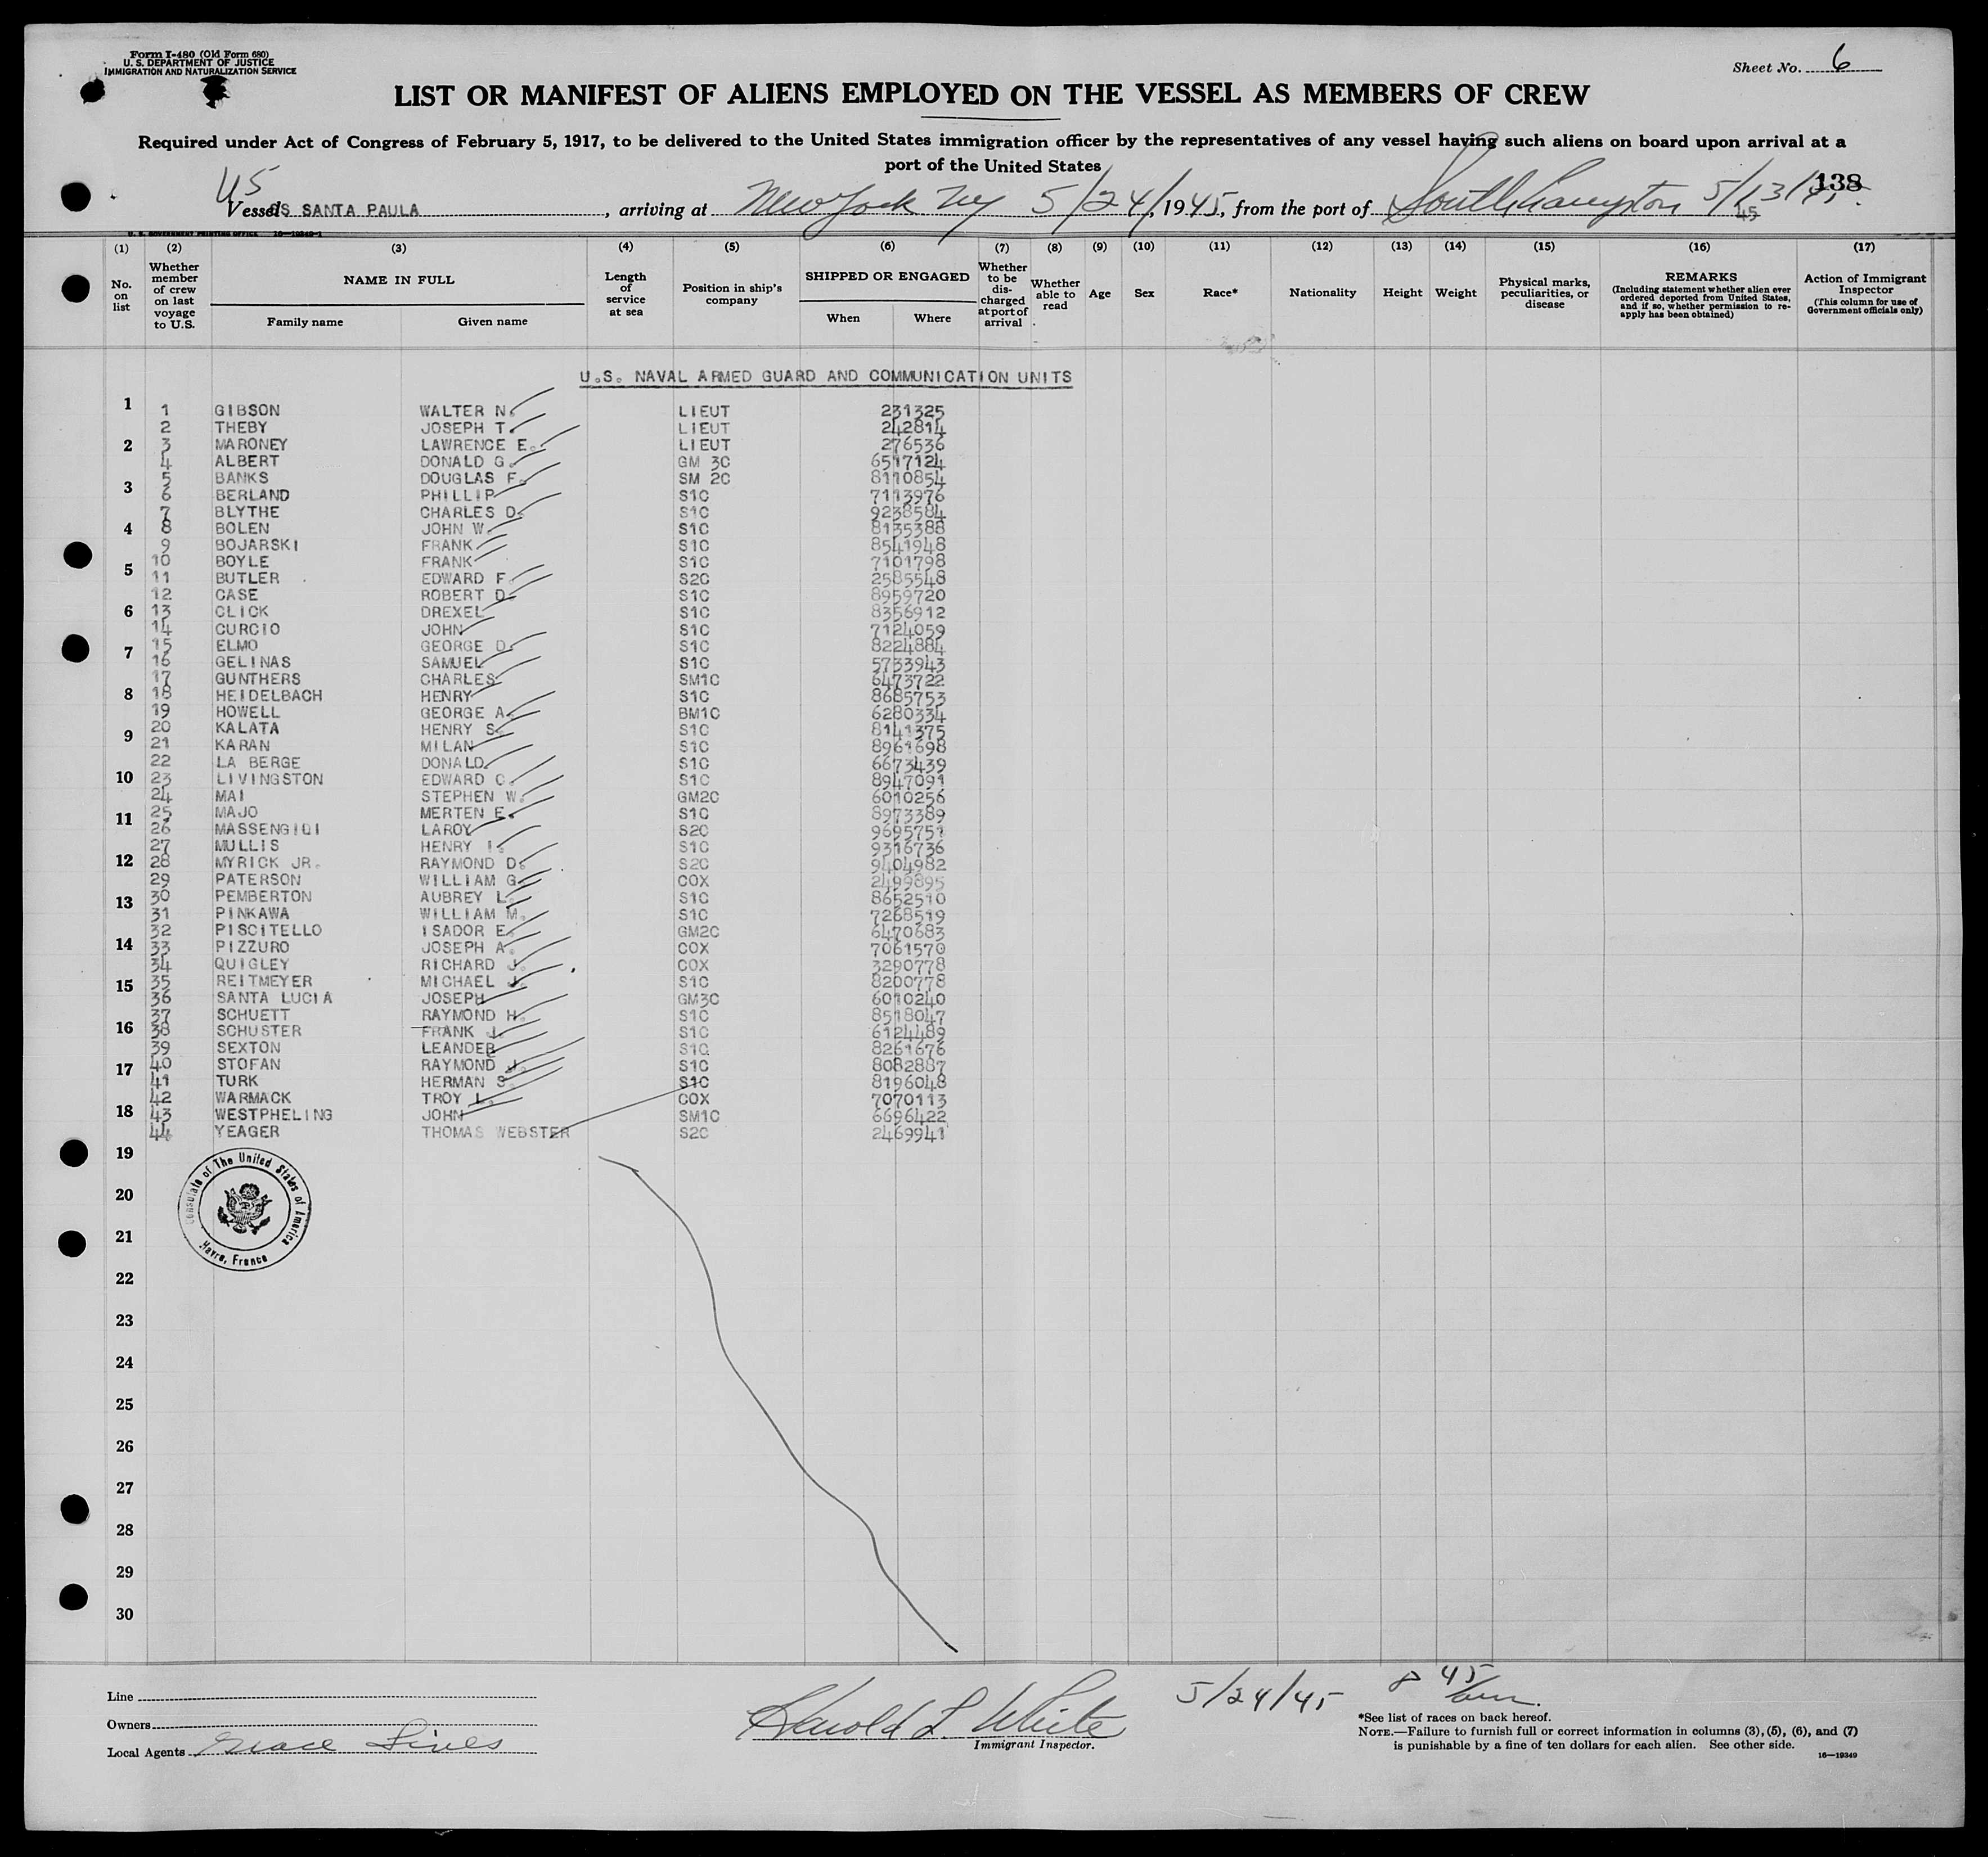 Form I-480 (Old Form 680)
U. S. DEPARTMENT OF JUSTICE
IMMIGRATION AND NATURALIZATION SERVICE
Sheet No. 6
LIST OR MANIFEST OF ALIENS EMPLOYED ON THE VESSEL AS MEMBERS OF CREW
Required under Act of Congress of February 5, 1917, to be delivered to the United States immigration officer by the representatives of any vessel having such aliens on board upon arrival at a
port of the United States
138
US
Vessel SS SANTA PAULA, arriving at New York NY 5/24/, 1945, from the port of Southampton 5/13/45.
45
U. S. GOVERNMENT PRINTING OFFICE 16—19349-1
(1) (2) (3) (4) (5) (6) (7) (8) (9) (10) (11) (12) (13) (14) (15) (16) (17)
No. on list
Whether member of crew on last voyage to U.S.
NAME IN FULL
Family name Given name
Length of service at sea
Position in ship's company
SHIPPED OR ENGAGED
When Where
Whether to be discharged at port of arrival
Whether able to read
Age
Sex
Race*
Nationality
Height
Weight
Physical marks, peculiarities, or disease
REMARKS
(Including statement whether alien ever ordered deported from United States, and if so, whether permission to re-apply has been obtained)
Action of Immigrant Inspector
(This column for use of Government officials only)
U.S. NAVAL ARMED GUARD AND COMMUNICATION UNITS
1 GIBSON WALTER N. LIEUT 231325
2 THEBY JOSEPH T. LIEUT 242814
3 MARONEY LAWRENCE E. LIEUT 276536
4 ALBERT DONALD G. GM 3C 6517124
5 BANKS DOUGLAS F. SM 2C 8110854
6 BERLAND PHILLIP S1C 7113976
7 BLYTHE CHARLES D. S1C 9238584
8 BOLEN JOHN W. S1C 8135388
9 BOJARSKI FRANK S1C 8541948
10 BOYLE FRANK S1C 7101798
11 BUTLER EDWARD F. S2C 2585548
12 CASE ROBERT D. S1C 8959720
13 CLICK DREXEL S1C 8356912
14 CURCIO JOHN S1C 7124059
15 ELMO GEORGE D. S1C 8224884
16 GELINAS SAMUEL S1C 5733943
17 GUNTHERS CHARLES SM1C 6473722
18 HEIDELBACH HENRY S1C 8685753
19 HOWELL GEORGE A. BM1C 6280334
20 KALATA HENRY S. S1C 8141375
21 KARAN MILAN S1C 8961698
22 LA BERGE DONALD S1C 6673439
23 LIVINGSTON EDWARD C. S1C 8947091
24 MAI STEPHEN W. GM2C 6010256
25 MAJO MERTEN E. S1C 8973389
26 MASSENGIQI LAROY S2C 9695751
27 MULLIS HENRY I. S1C 9316736
28 MYRICK JR. RAYMOND D. S2C 9404982
29 PATERSON WILLIAM G. COX 2499895
30 PEMBERTON AUBREY L. S1C 8652510
31 PINKAWA WILLIAM M. S1C 7268519
32 PISCITELLO ISADOR E. GM2C 6470683
33 PIZZURO JOSEPH A. COX 7061570
34 QUIGLEY RICHARD J. COX 3290778
35 REITMEYER MICHAEL J. S1C 8200778
36 SANTA LUCIA JOSEPH GM3C 6010240
37 SCHUETT RAYMOND H. S1C 8518047
38 SCHUSTER FRANK J. S1C 6124489
39 SEXTON LEANDER S1C 8261676
40 STOFAN RAYMOND J. S1C 8082887
41 TURK HERMAN S. S1C 8196048
42 WARMACK TROY L. COX 7070113
43 WESTPHELING JOHN SM1C 6696422
44 YEAGER THOMAS WEBSTER S2C 2469941
1
2
3
4
5
6
7
8
9
10
11
12
13
14
15
16
17
18
19
20
21
22
23
24
25
26
27
28
29
30
Consulate of The United States of America
Havre, France
Line
Owners
Local Agents Grace Lines
Harold L. White
Immigrant Inspector.
5/24/45
8 45 am.
*See list of races on back hereof.
NOTE.—Failure to furnish full or correct information in columns (3), (5), (6), and (7)
is punishable by a fine of ten dollars for each alien. See other side.
16—19349